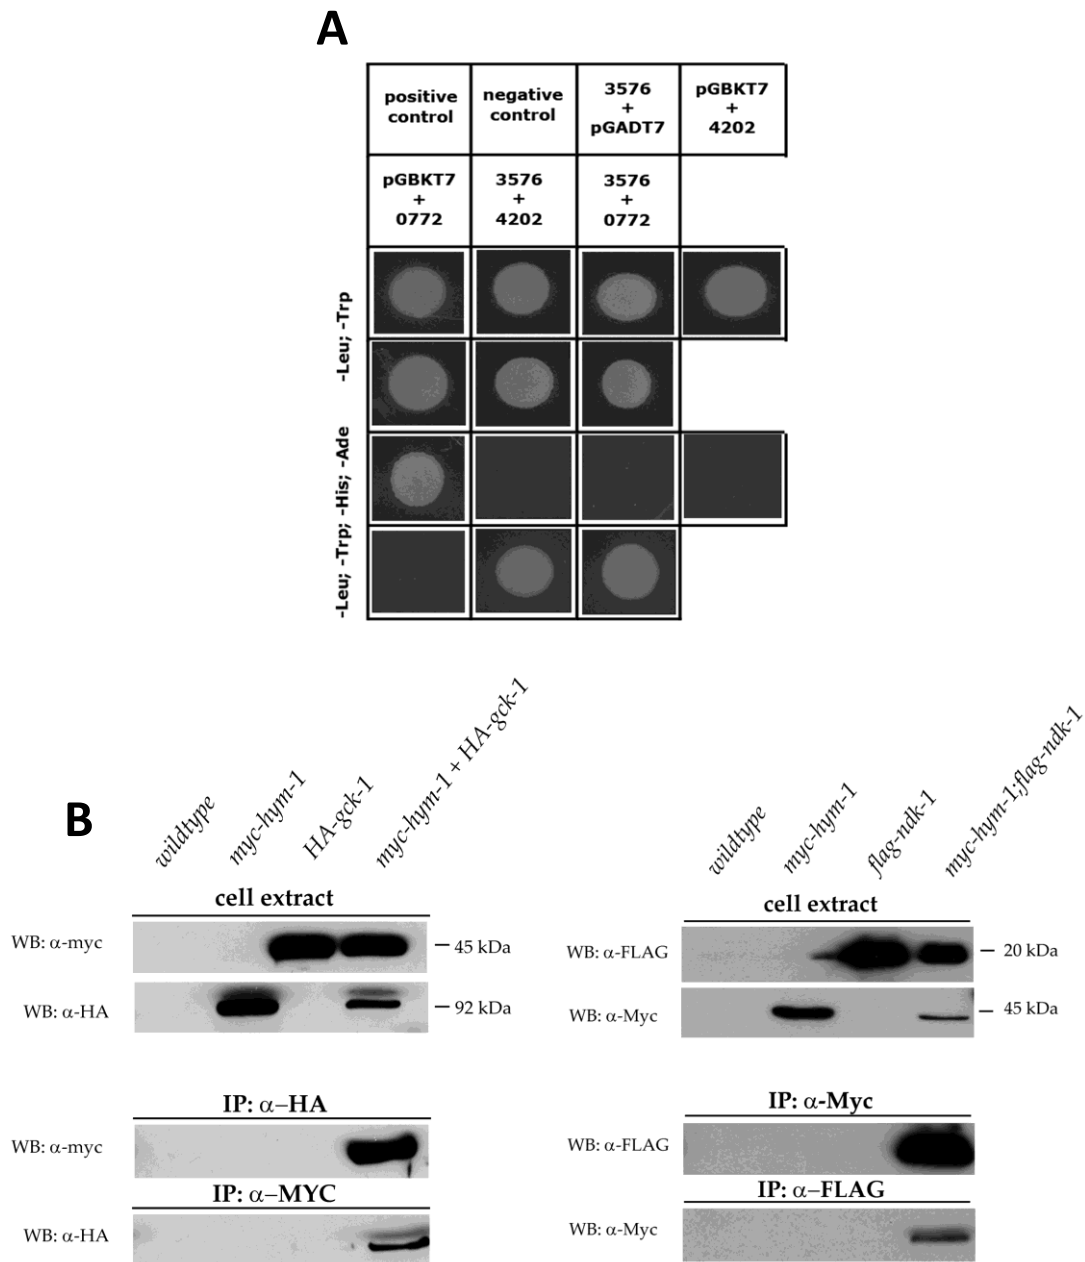 A
positive
control
negative
control
3576
+
pGADT7
pGBKT7
+
4202
pGBKT7
+
0772
3576
+
4202
3576
+
0772
-Leu; -Trp
-Leu; -Trp; -His; -Ade
B
wildtype
myc-hym-1
HA-gck-1
myc-hym-1 + HA-gck-1
cell extract
WB: α-myc
45 kDa
WB: α-HA
92 kDa
IP: α–HA
WB: α-myc
IP: α–MYC
WB: α-HA
wildtype
myc-hym-1
flag-ndk-1
myc-hym-1;flag-ndk-1
cell extract
WB: α-FLAG
20 kDa
WB: α-Myc
45 kDa
IP: α-Myc
WB: α-FLAG
IP: α–FLAG
WB: α-Myc